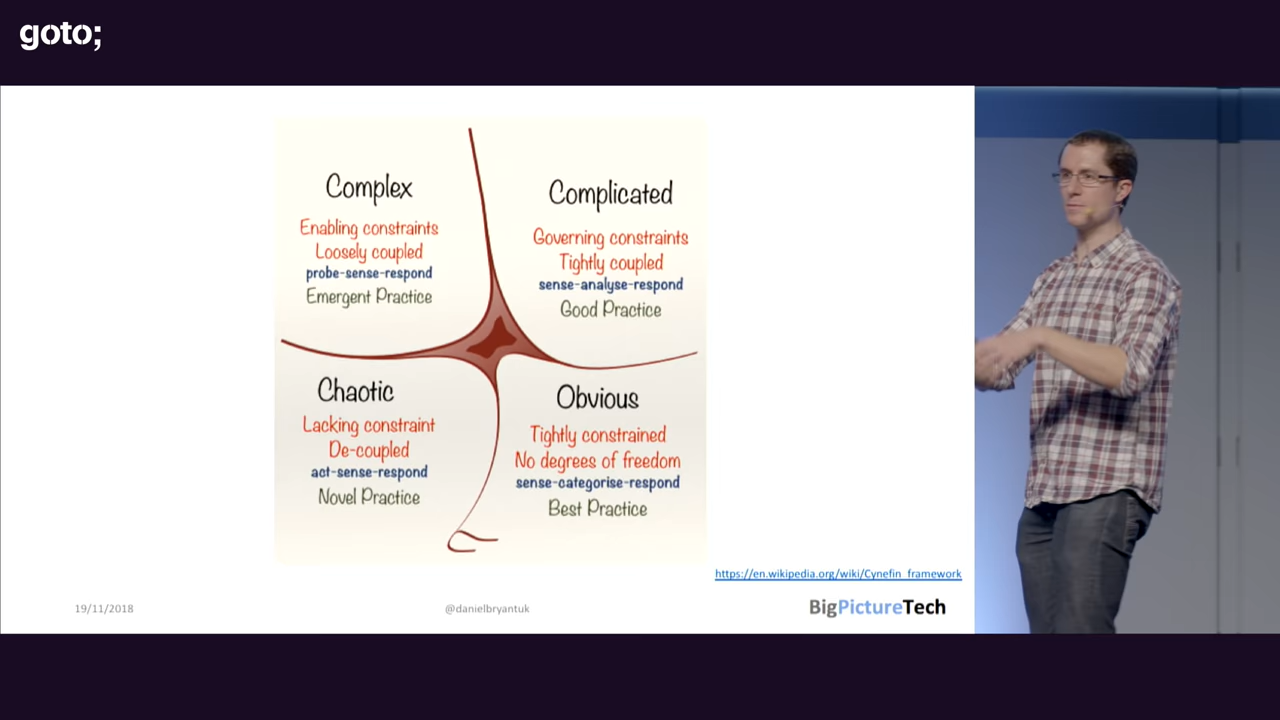 goto;
Complex
Enabling constraints
Loosely coupled
probe-sense-respond
Emergent Practice
Complicated
Governing constraints
Tightly coupled
sense-analyse-respond
Good Practice
Chaotic
Lacking constraint
De-coupled
act-sense-respond
Novel Practice
Obvious
Tightly constrained
No degrees of freedom
sense-categorise-respond
Best Practice
https://en.wikipedia.org/wiki/Cynefin_framework
19/11/2018
@danielbryantuk
BigPictureTech